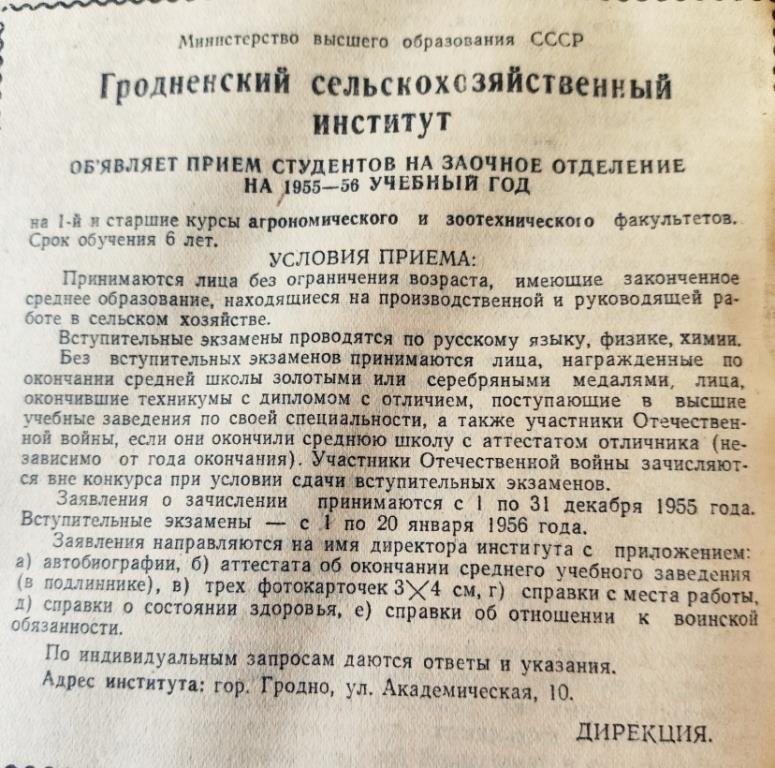 Министерство высшего образования СССР
Гродненский сельскохозяйственный
институт
ОБ'ЯВЛЯЕТ ПРИЕМ СТУДЕНТОВ НА ЗАОЧНОЕ ОТДЕЛЕНИЕ
НА 1955—56 УЧЕБНЫЙ ГОД
на 1-й и старшие курсы агрономического и зоотехнического факультетов.
Срок обучения 6 лет.
УСЛОВИЯ ПРИЕМА:
Принимаются лица без ограничения возраста, имеющие законченное
среднее образование, находящиеся на производственной и руководящей ра-
боте в сельском хозяйстве.
Вступительные экзамены проводятся по русскому языку, физике, химии.
Без вступительных экзаменов принимаются лица, награжденные по
окончании средней школы золотыми или серебряными медалями, лица,
окончившие техникумы с дипломом с отличием, поступающие в высшие
учебные заведения по своей специальности, а также участники Отечествен-
ной войны, если они окончили среднюю школу с аттестатом отличника (не-
зависимо от года окончания). Участники Отечественной войны зачисляют-
ся вне конкурса при условии сдачи вступительных экзаменов.
Заявления о зачислении принимаются с 1 по 31 декабря 1955 года.
Вступительные экзамены — с 1 по 20 января 1956 года.
Заявления направляются на имя директора института с приложением:
а) автобиографии, б) аттестата об окончании среднего учебного заведения
(в подлиннике), в) трех фотокарточек 3╳4 см, г) справки с места работы,
д) справки о состоянии здоровья, е) справки об отношении к воинской
обязанности.
По индивидуальным запросам даются ответы и указания.
Адрес института: гор. Гродно, ул. Академическая, 10.
ДИРЕКЦИЯ.